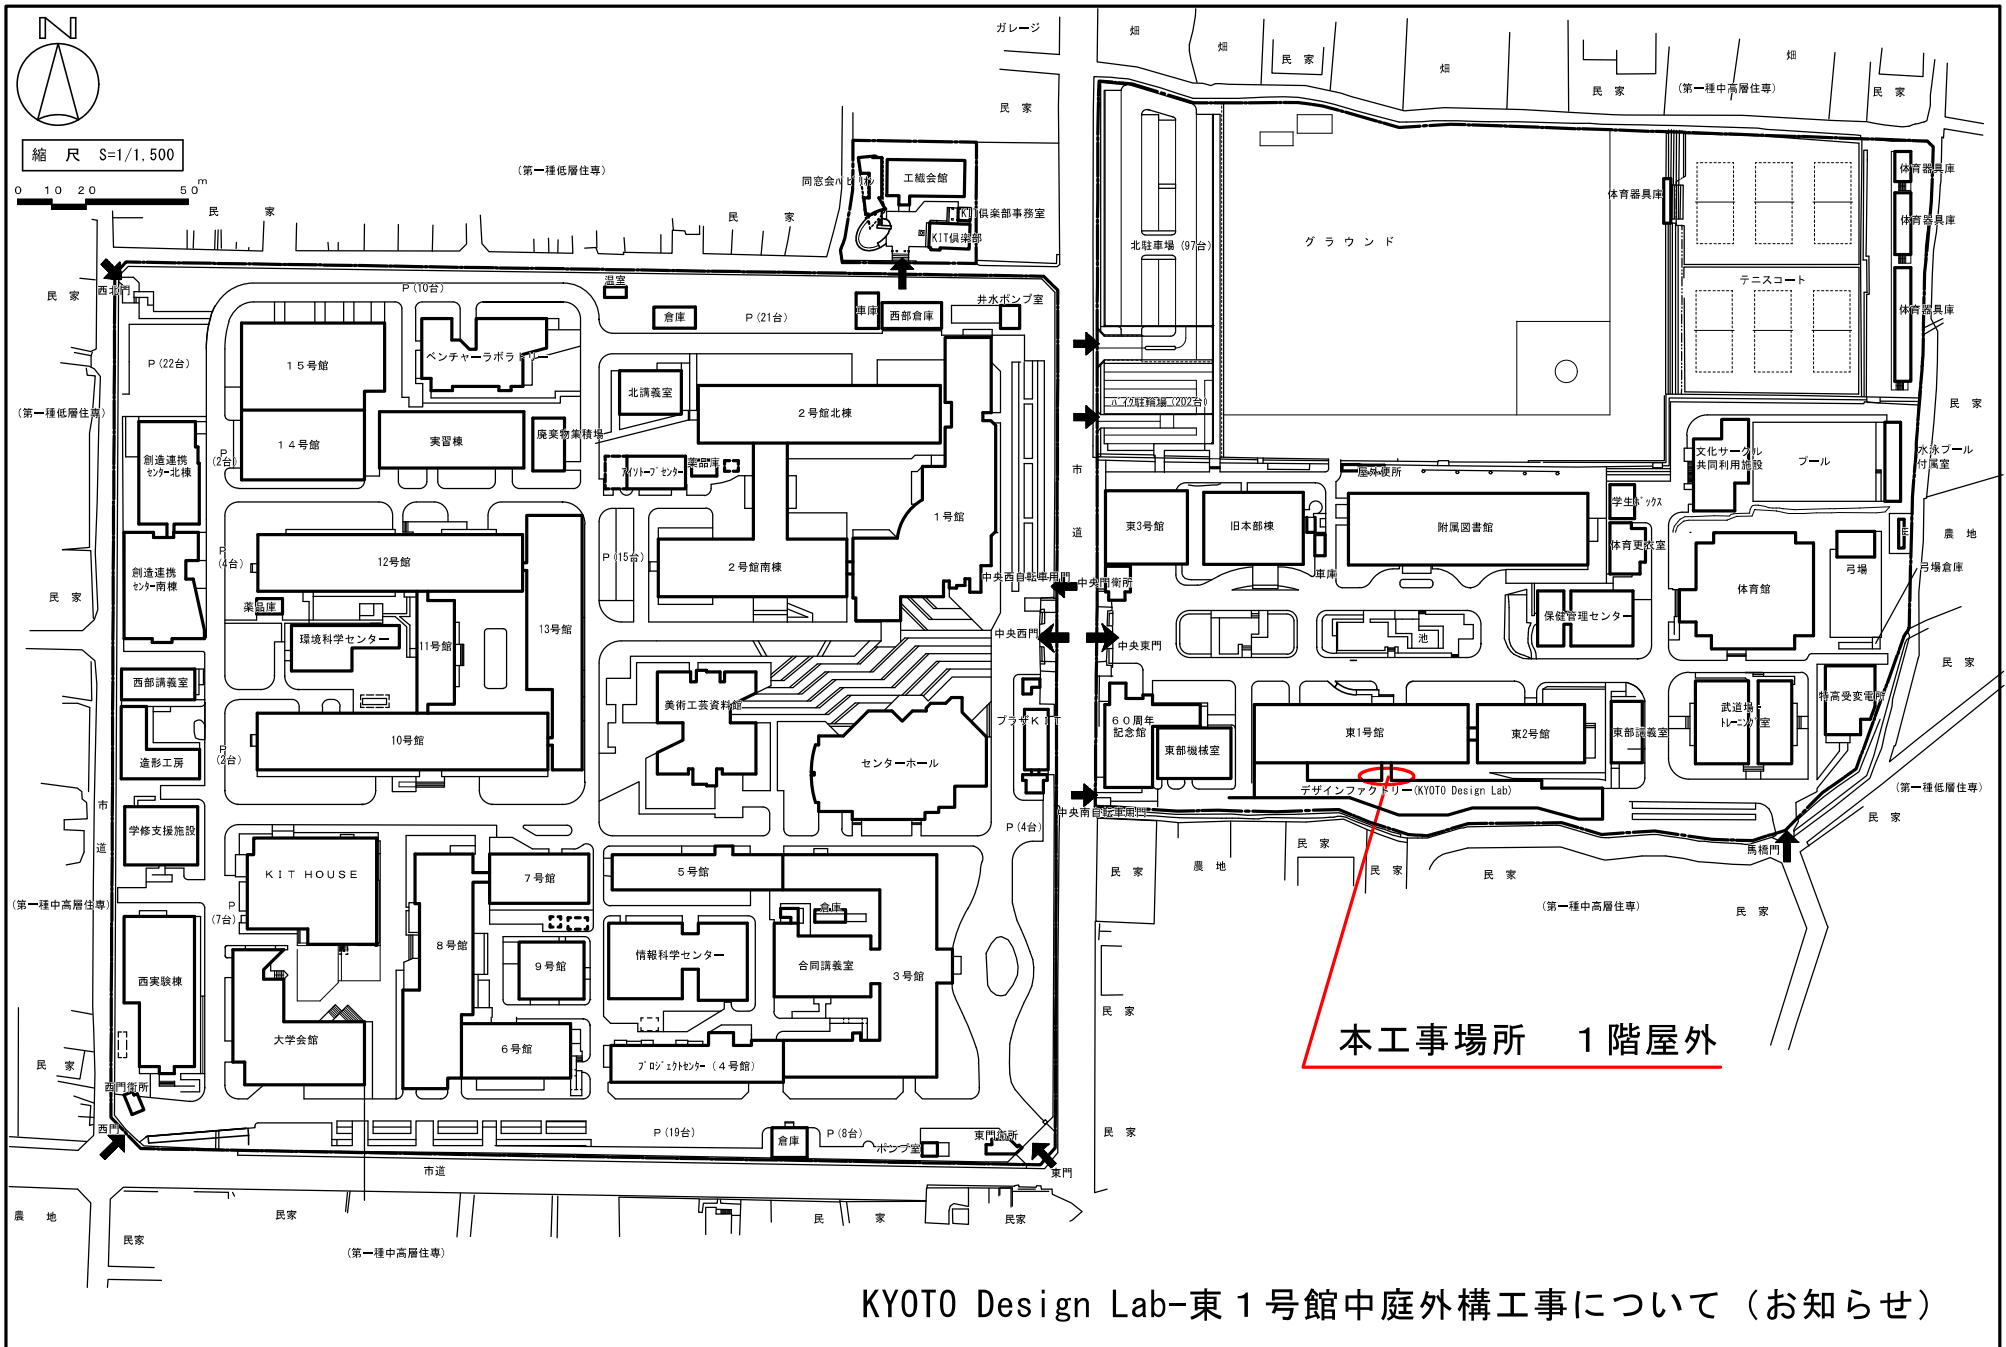 N
縮 尺 S=1/1,500
0 10 20 50m
ガレージ
畑
畑
民 家
畑
民 家
(第一種中高層住専)
畑
民 家
民 家
(第一種低層住専)
民 家
民 家
同窓会パビリオン
工繊会館
KIT倶楽部事務室
KIT倶楽部
北駐車場(97台)
グラウンド
体育器具庫
テニスコート
体育器具庫
体育器具庫
体育器具庫
西北門
民 家
P(10台)
温室
倉庫
P(21台)
車庫
西部倉庫
井水ポンプ室
P(22台)
15号館
ベンチャーラボラトリー
北講義室
2号館北棟
(第一種低層住専)
バイク駐輪場(202台)
民 家
創造連携
センター北棟
P
(2台)
14号館
実習棟
廃棄物集積場
アイソトープセンター
薬品庫
1号館
市
道
屋外便所
文化サークル
共同利用施設
プール
水泳プール
付属室
東3号館
旧本部棟
車庫
附属図書館
学生ボックス
体育更衣室
体育館
弓場
弓場倉庫
農 地
創造連携
センター南棟
P
(4台)
12号館
13号館
P(15台)
2号館南棟
中央西自転車用門
中央門衛所
民 家
薬品庫
環境科学センター
11号館
中央西門
中央東門
池
保健管理センター
民 家
西部講義室
造形工房
P
(2台)
10号館
美術工芸資料館
センターホール
プラザKIT
60周年
記念館
東部機械室
東1号館
東2号館
東部講義室
武道場・
トレーニング室
特高受変電所
デザインファクトリー(KYOTO Design Lab)
(第一種低層住専)
民 家
市
道
学修支援施設
中央南自転車用門
P(4台)
馬橋門
KIT HOUSE
7号館
5号館
倉庫
民 家
農 地
民 家
民 家
民 家
(第一種中高層住専)
民 家
(第一種中高層住専)
P
(7台)
8号館
9号館
情報科学センター
合同講義室
3号館
西実験棟
大学会館
6号館
プロジェクトセンター(4号館)
民 家
本工事場所 1階屋外
民 家
西門衛所
西門
P(19台)
倉庫
P(8台)
ポンプ室
東門衛所
東門
民 家
市道
農 地
民家
民家
民 家
民家
(第一種中高層住専)
KYOTO Design Lab−東1号館中庭外構工事について(お知らせ)